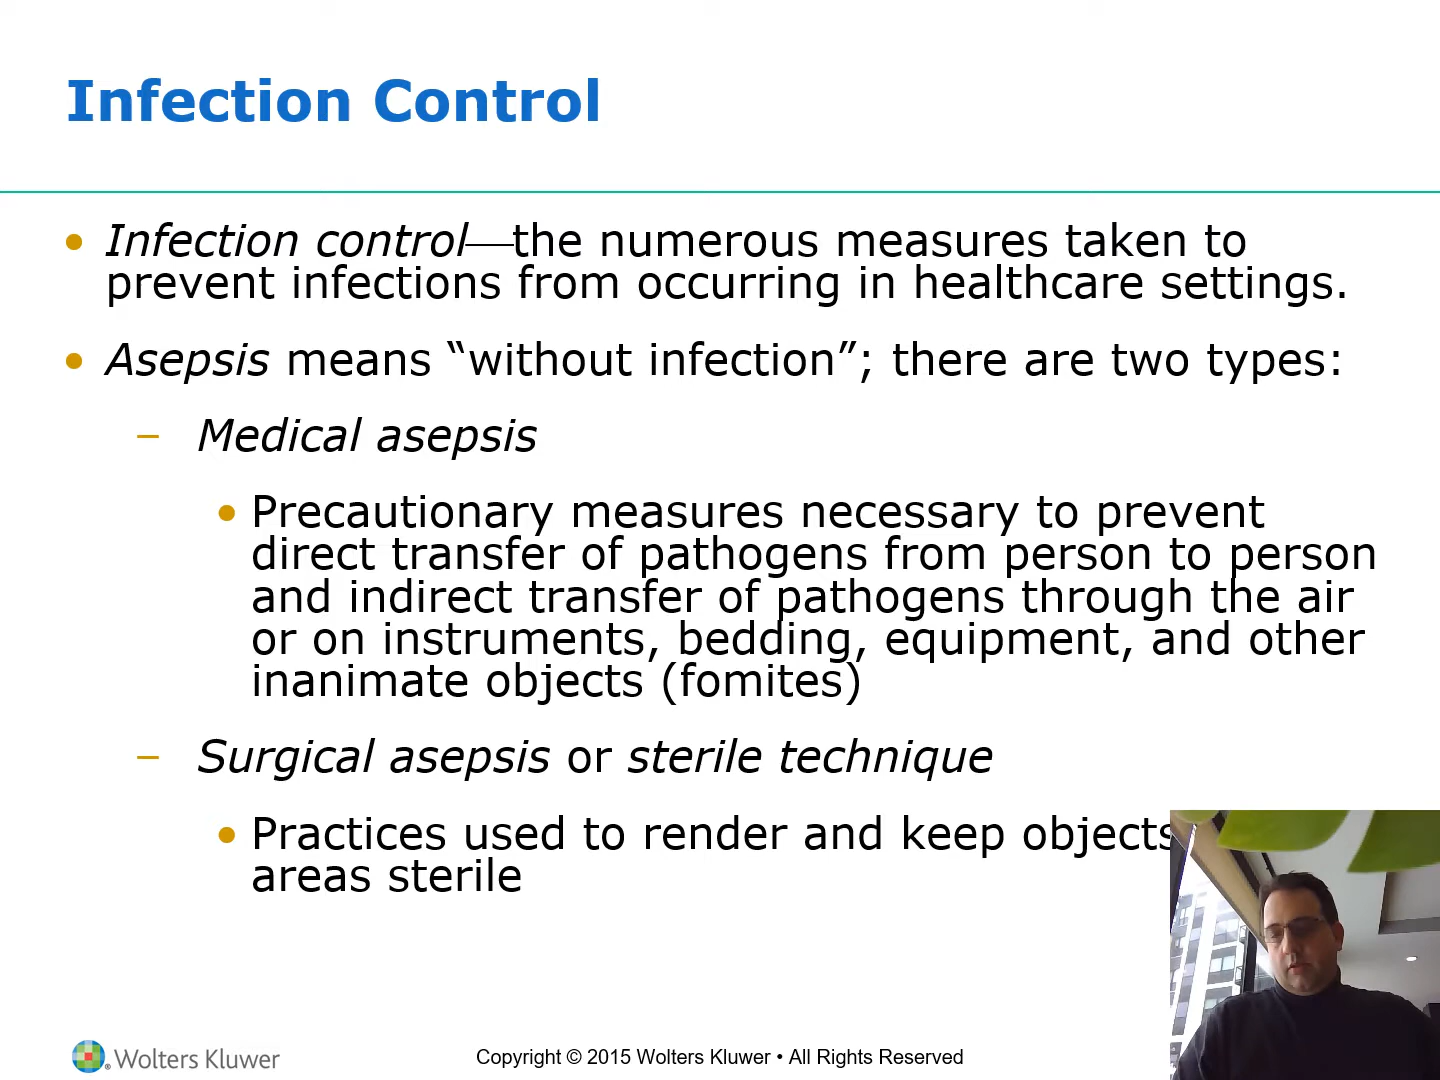 Infection Control
• Infection control—the numerous measures taken to
prevent infections from occurring in healthcare settings.
• Asepsis means “without infection”; there are two types:
– Medical asepsis
• Precautionary measures necessary to prevent
direct transfer of pathogens from person to person
and indirect transfer of pathogens through the air
or on instruments, bedding, equipment, and other
inanimate objects (fomites)
– Surgical asepsis or sterile technique
• Practices used to render and keep objects
areas sterile
Wolters Kluwer
Copyright © 2015 Wolters Kluwer • All Rights Reserved